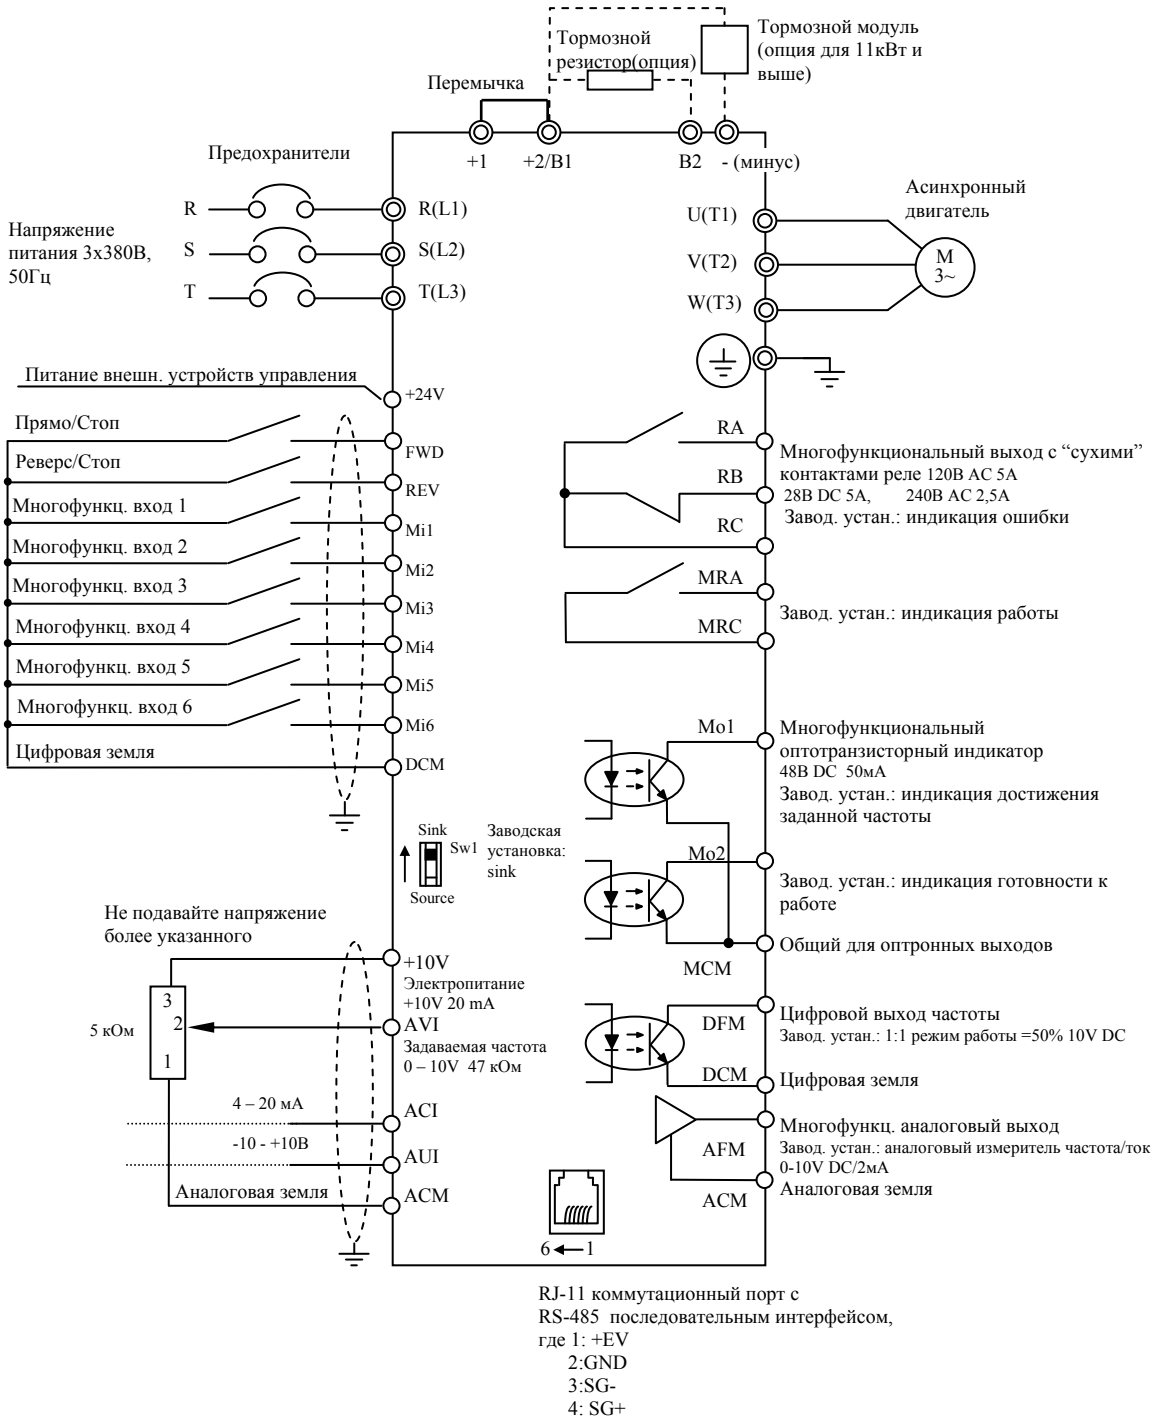 Тормозной модуль
(опция для 11кВт и
выше)
Тормозной
резистор(опция)
Перемычка
+1
+2/B1
B2
- (минус)
Предохранители
R
R(L1)
S
S(L2)
T
T(L3)
Напряжение
питания 3х380В,
50Гц
U(T1)
V(T2)
W(T3)
Асинхронный
двигатель
M
3~
Питание внешн. устройств управления
+24V
Прямо/Стоп
FWD
Реверс/Стоп
REV
Многофункц. вход 1
Mi1
Многофункц. вход 2
Mi2
Многофункц. вход 3
Mi3
Многофункц. вход 4
Mi4
Многофункц. вход 5
Mi5
Многофункц. вход 6
Mi6
Цифровая земля
DCM
RA
RB
RC
Многофункциональный выход с “сухими”
контактами реле 120В AC 5А
28В DC 5А, 240В AC 2,5А
Завод. устан.: индикация ошибки
MRA
MRC
Завод. устан.: индикация работы
Mo1
Многофункциональный
оптотранзисторный индикатор
48В DC 50мА
Завод. устан.: индикация достижения
заданной частоты
Sink
Sw1
Source
Заводская
установка:
sink
Mo2
Завод. устан.: индикация готовности к
работе
Общий для оптронных выходов
MCM
Не подавайте напряжение
более указанного
+10V
Электропитание
+10V 20 mA
3
2
1
5 кОм
AVI
Задаваемая частота
0 – 10V 47 кОм
4 – 20 мА
ACI
-10 - +10В
AUI
Аналоговая земля
ACM
DFM
Цифровой выход частоты
Завод. устан.: 1:1 режим работы =50% 10V DC
DCM
Цифровая земля
AFM
Многофункц. аналоговый выход
Завод. устан.: аналоговый измеритель частота/ток
0-10V DC/2мА
ACM
Аналоговая земля
6
1
RJ-11 коммутационный порт с
RS-485 последовательным интерфейсом,
где 1: +EV
2:GND
3:SG-
4: SG+